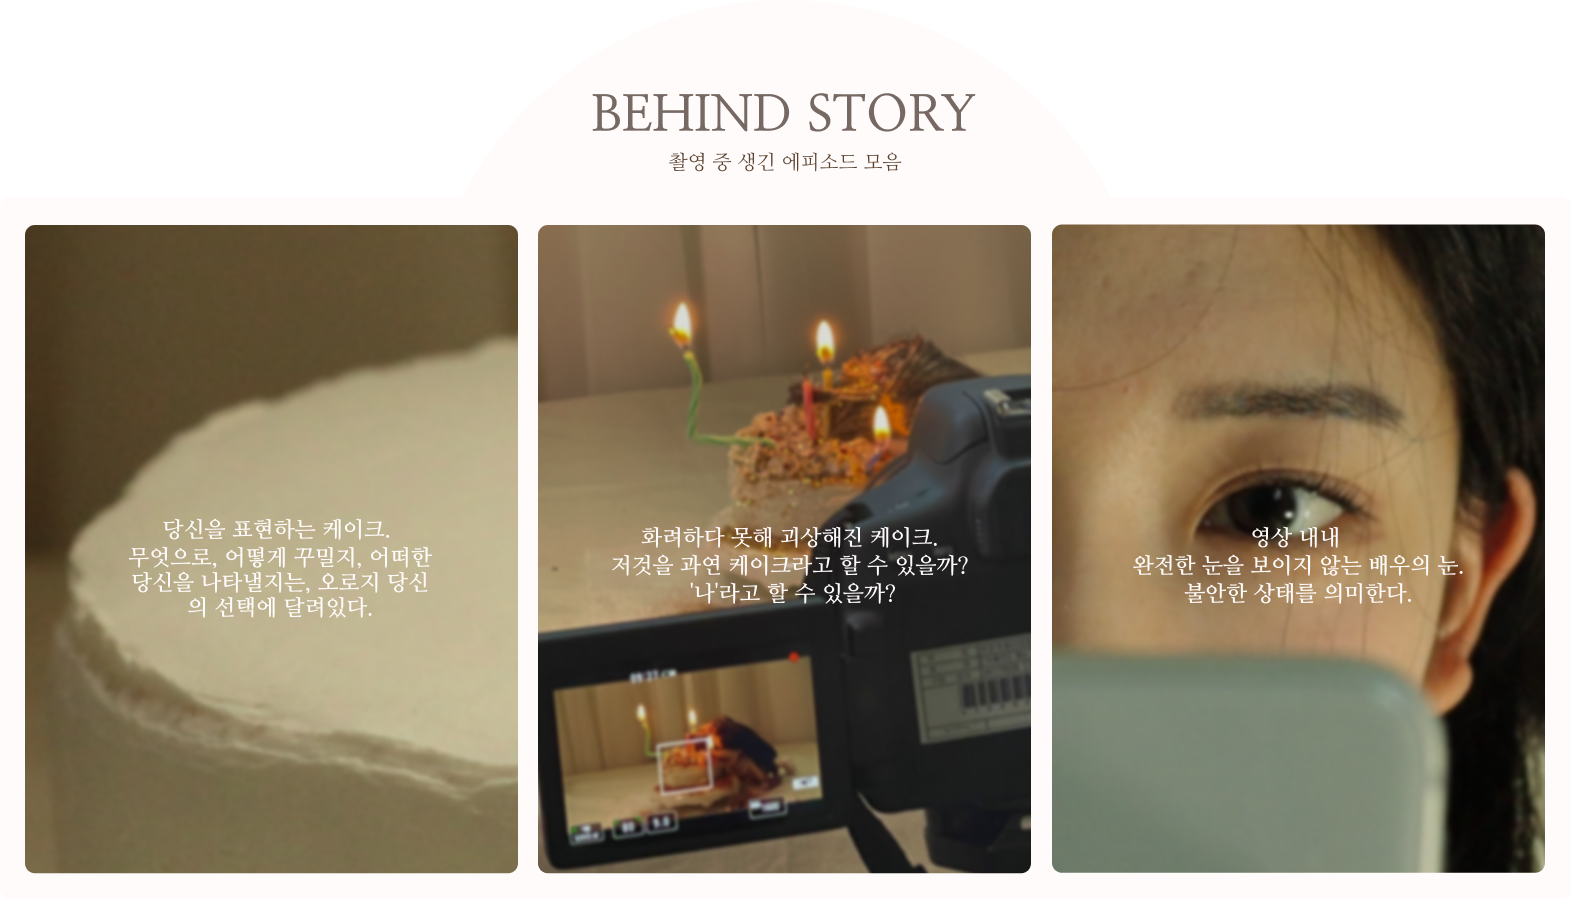 BEHIND STORY
촬영 중 생긴 에피소드 모음
당신을 표현하는 케이크.
무엇으로, 어떻게 꾸밀지, 어떠한
당신을 나타낼지는, 오로지 당신
의 선택에 달려있다.
화려하다 못해 괴상해진 케이크.
저것을 과연 케이크라고 할 수 있을까?
'나'라고 할 수 있을까?
영상 내내
완전한 눈을 보이지 않는 배우의 눈.
불안한 상태를 의미한다.